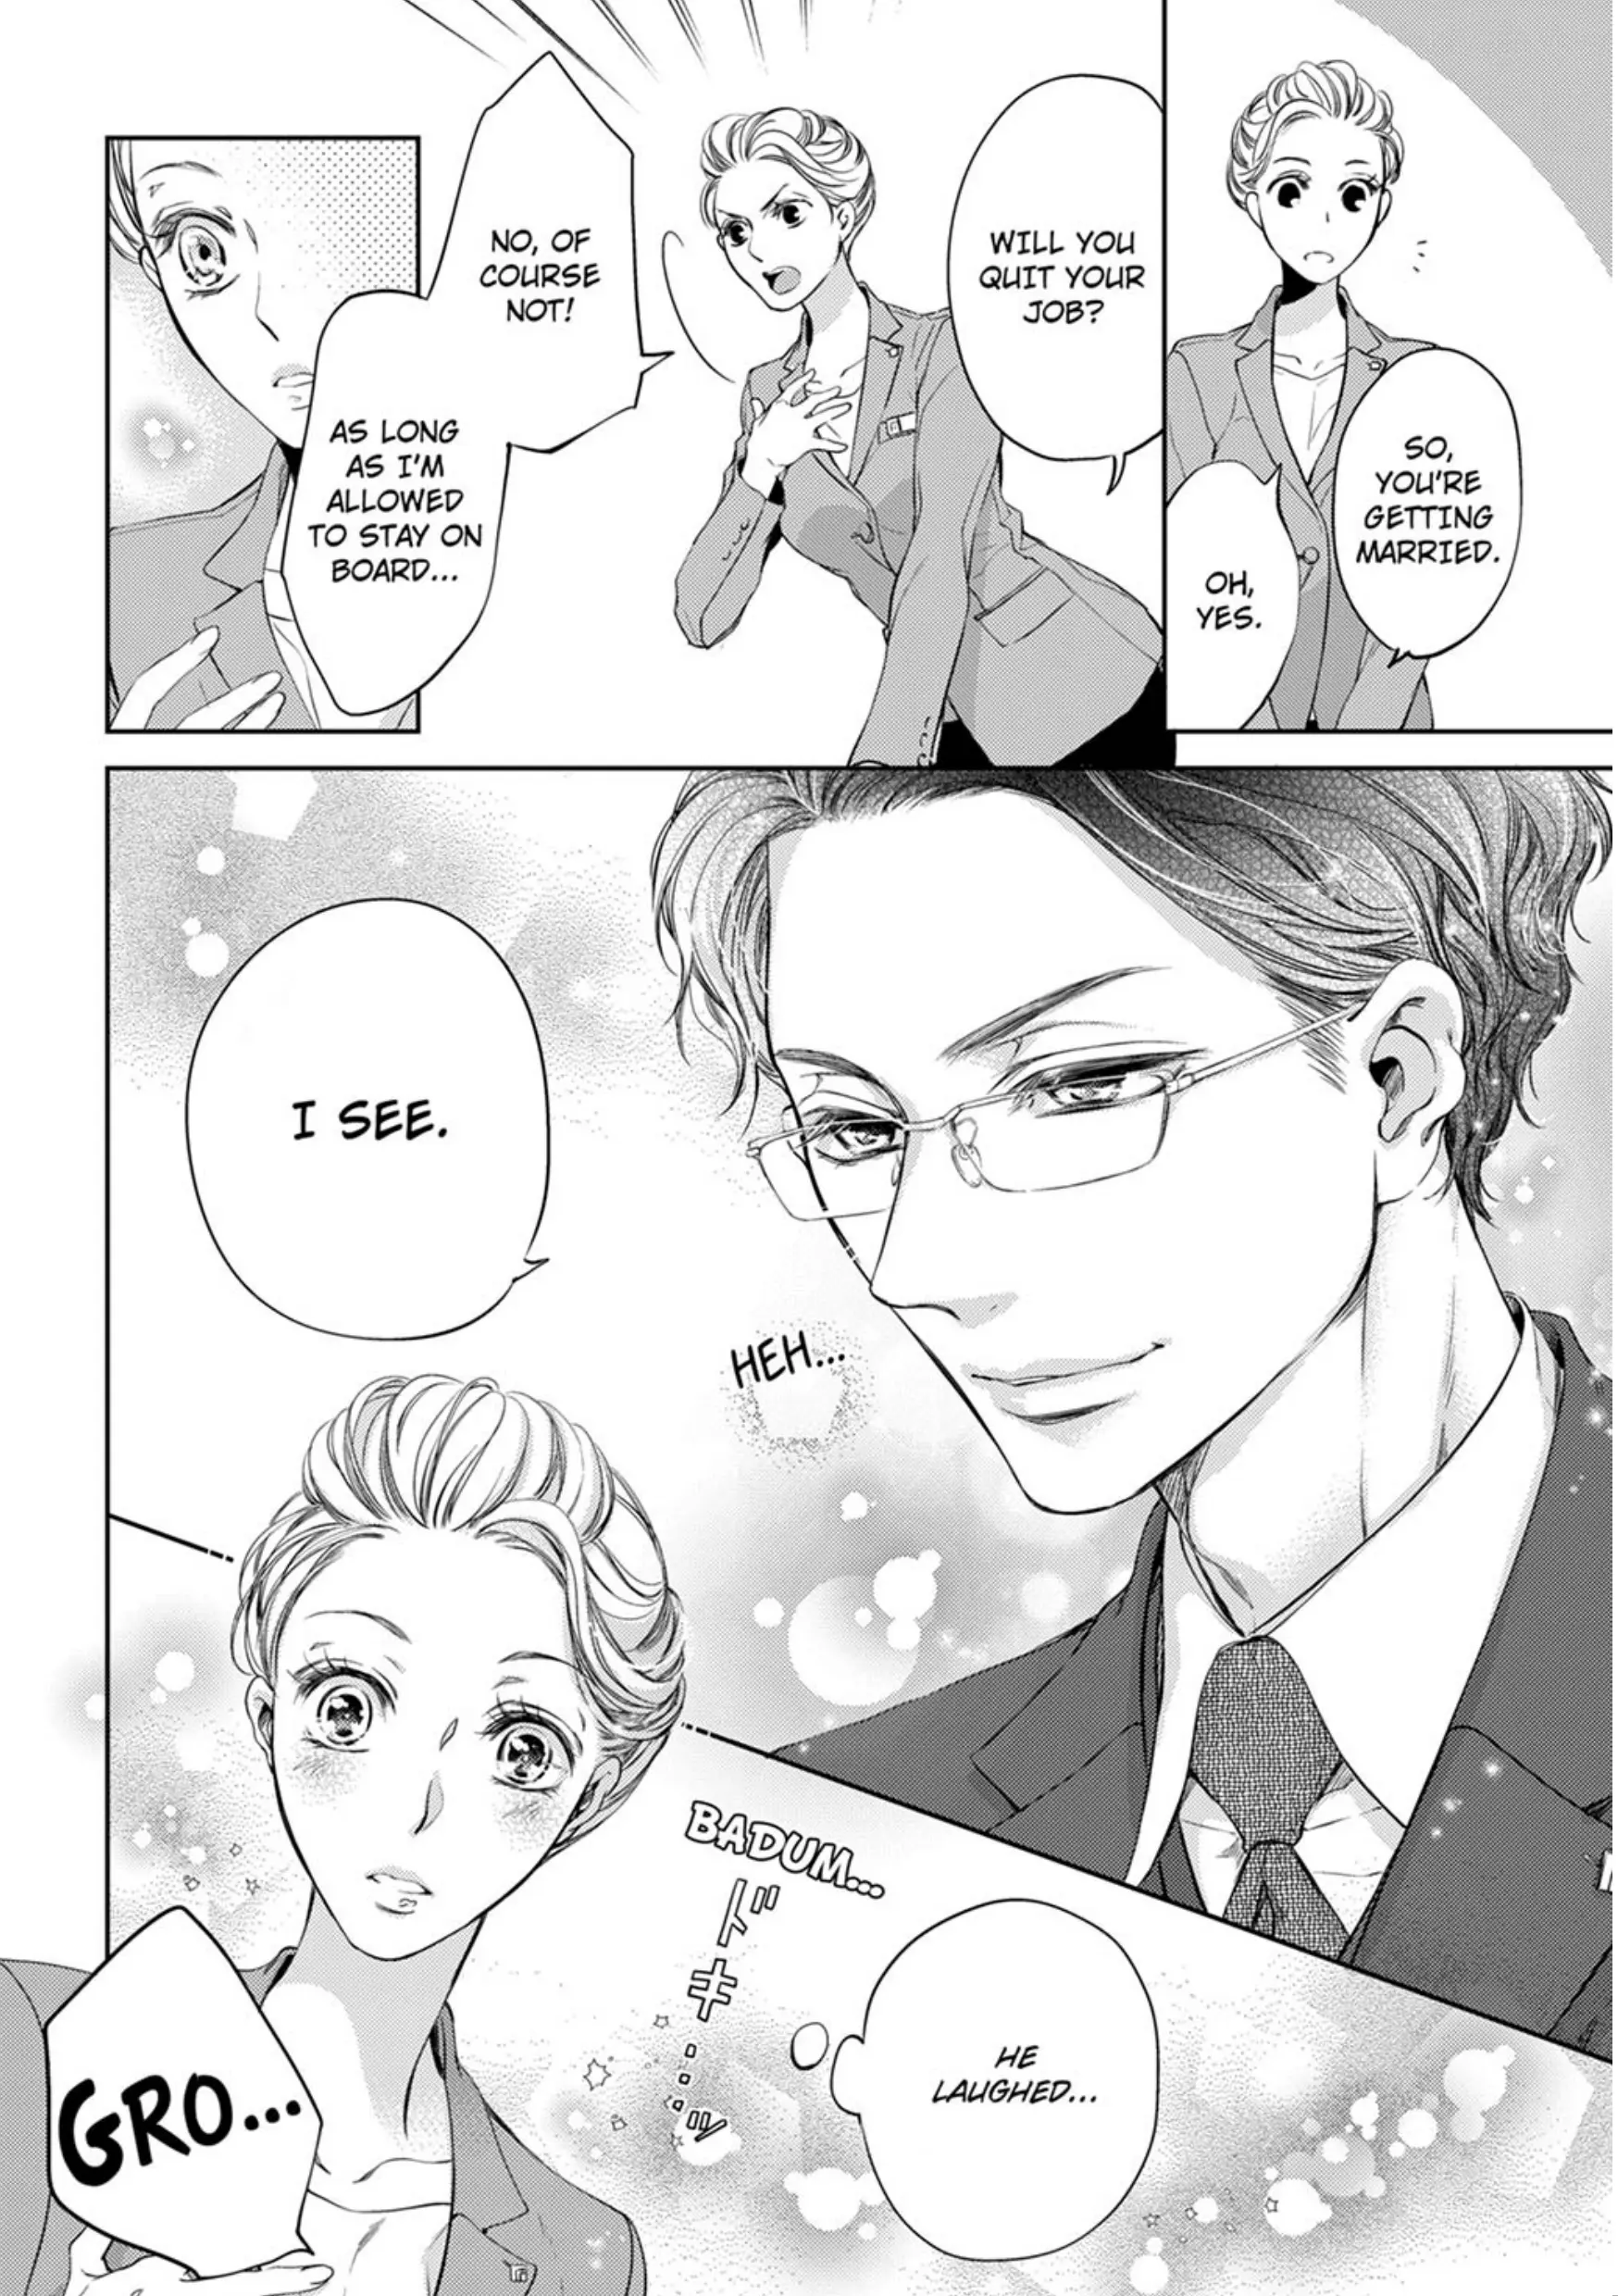 SO,
YOU'RE
GETTING
MARRIED.
OH,
YES.
WILL YOU
QUIT YOUR
JOB?
NO, OF
COURSE
NOT!
AS LONG
AS I'M
ALLOWED
TO STAY ON
BOARD...
I SEE.
HEH...
BADUM...
ドキ……ッ
HE
LAUGHED...
GRO...